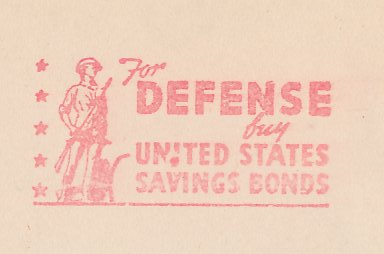 For
DEFENSE
buy
UNITED STATES
SAVINGS BONDS